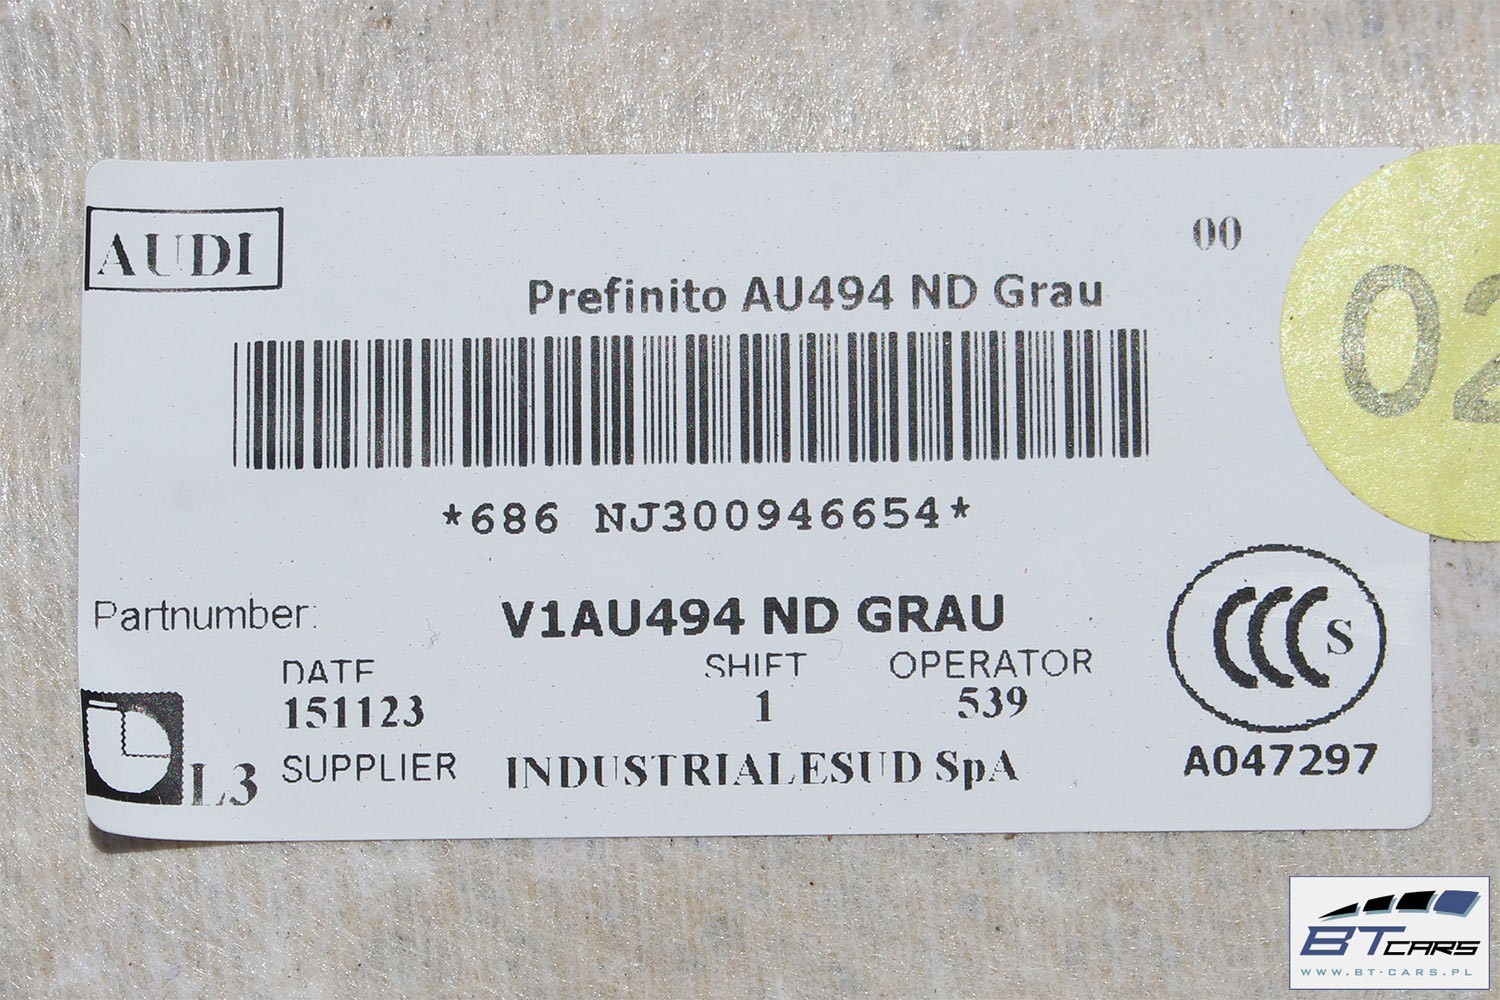 AUDI
00
Prefinito AU494 ND Grau
02
*686 NJ300946654*
Partnumber: V1AU494 ND GRAU
DATE SHIFT OPERATOR
151123 1 539
CCC S
L3 SUPPLIER INDUSTRIALESUD SpA
A047297
BT CARS
WWW.BT-CARS.PL